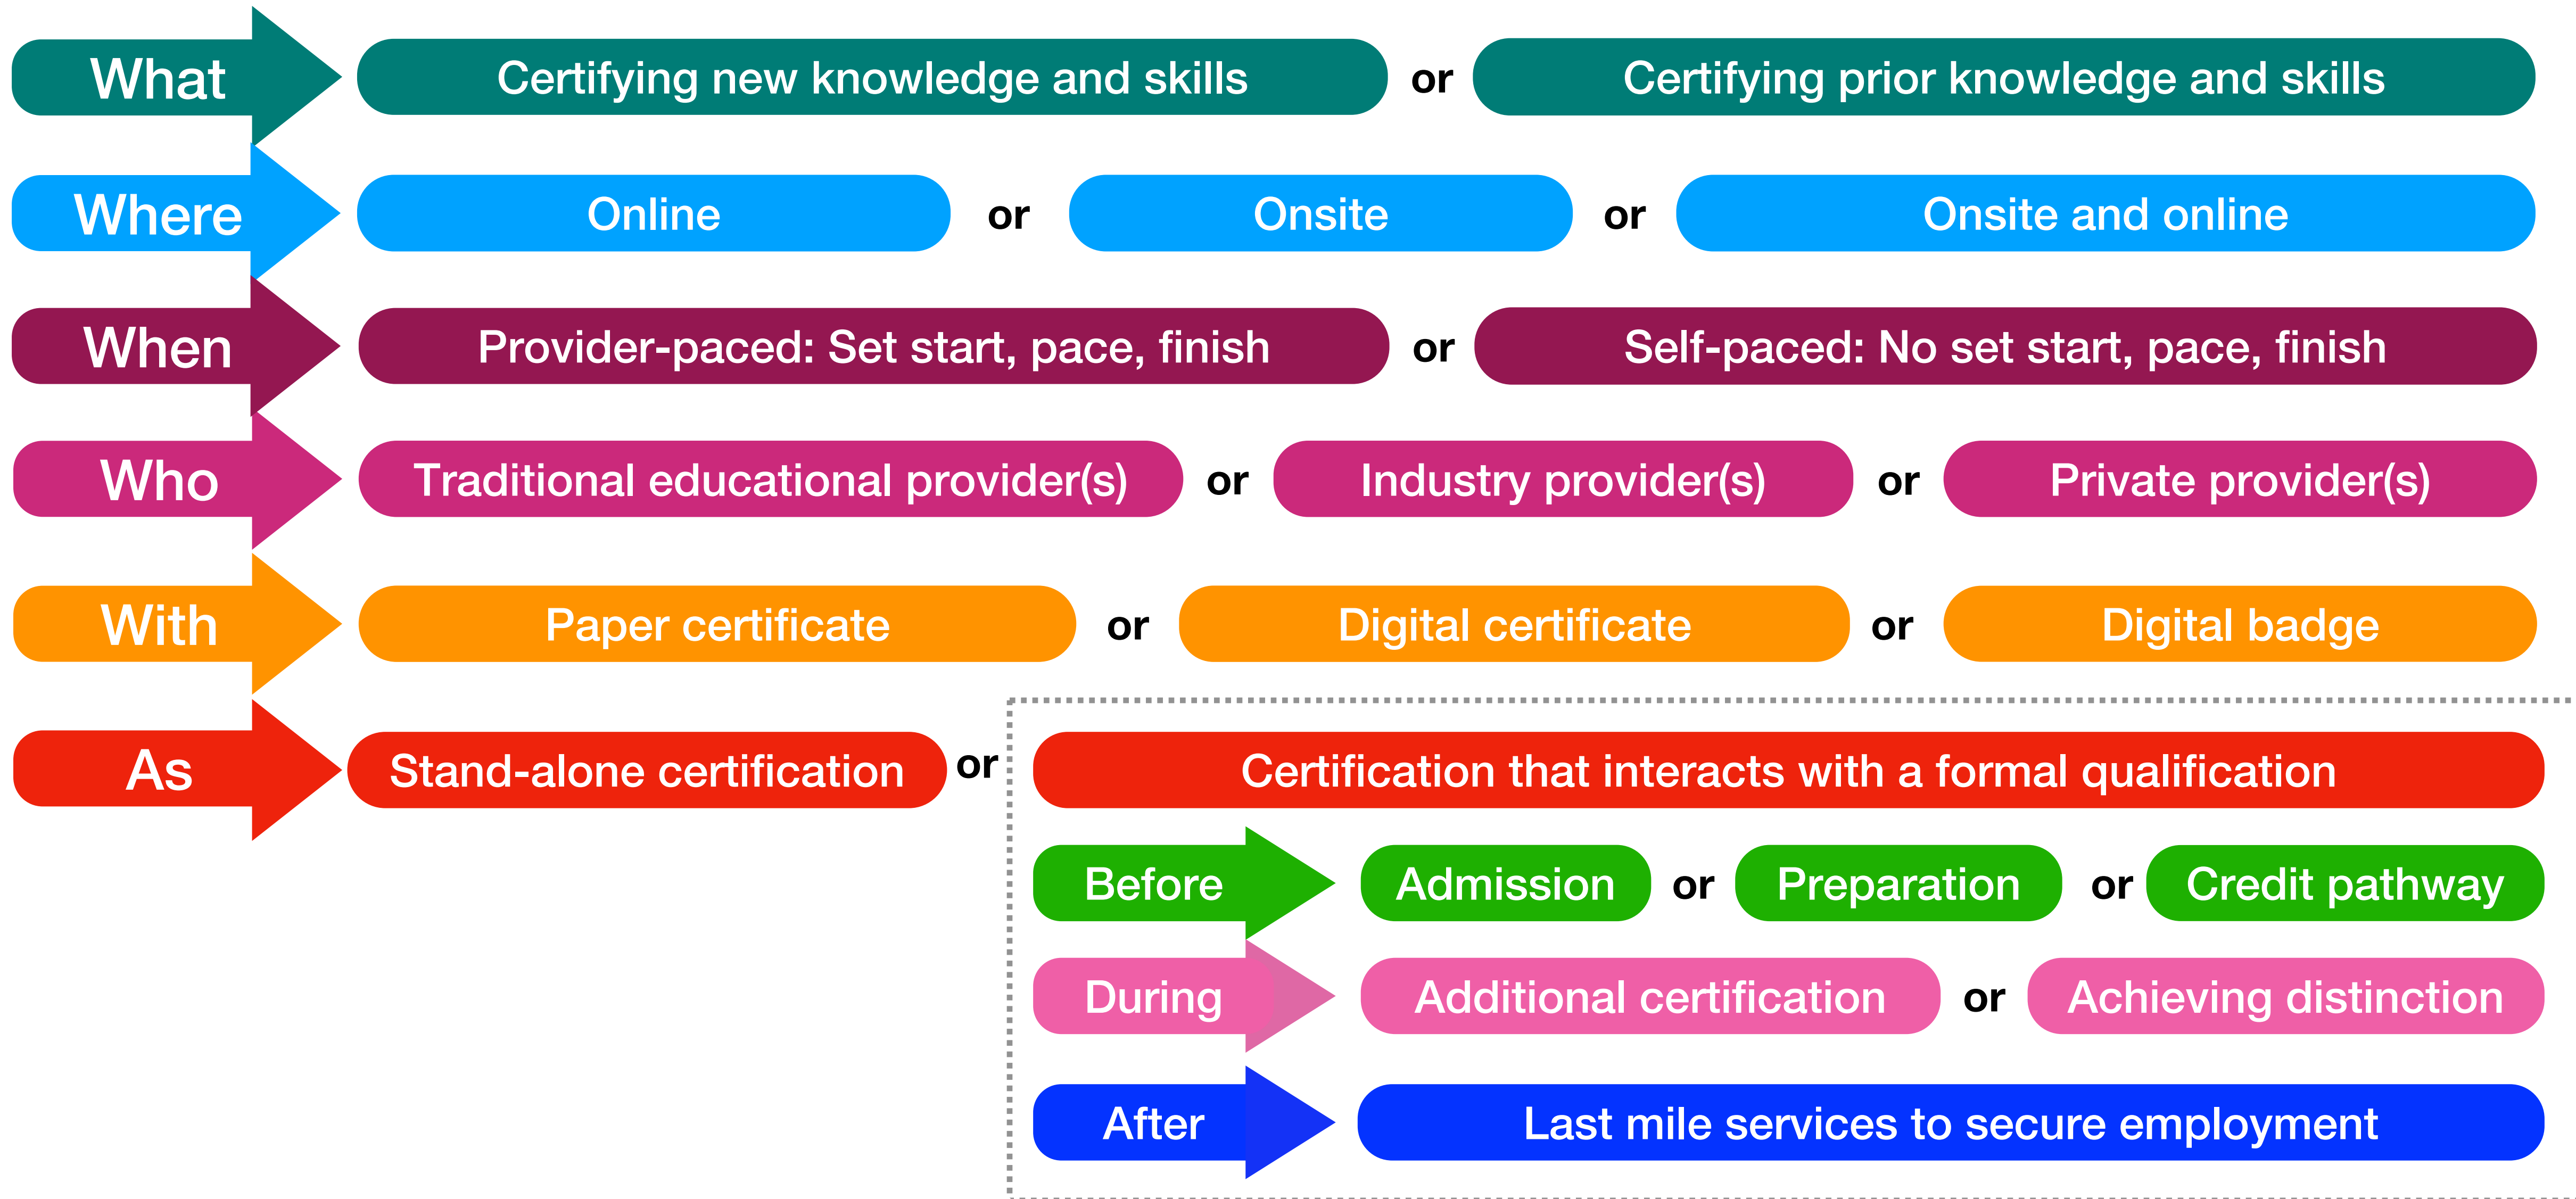 What Certifying new knowledge and skills or Certifying prior knowledge and skills
Where Online or Onsite or Onsite and online
When Provider-paced: Set start, pace, finish or Self-paced: No set start, pace, finish
Who Traditional educational provider(s) or Industry provider(s) or Private provider(s)
With Paper certificate or Digital certificate or Digital badge
As Stand-alone certification or Certification that interacts with a formal qualification
Before Admission or Preparation or Credit pathway
During Additional certification or Achieving distinction
After Last mile services to secure employment